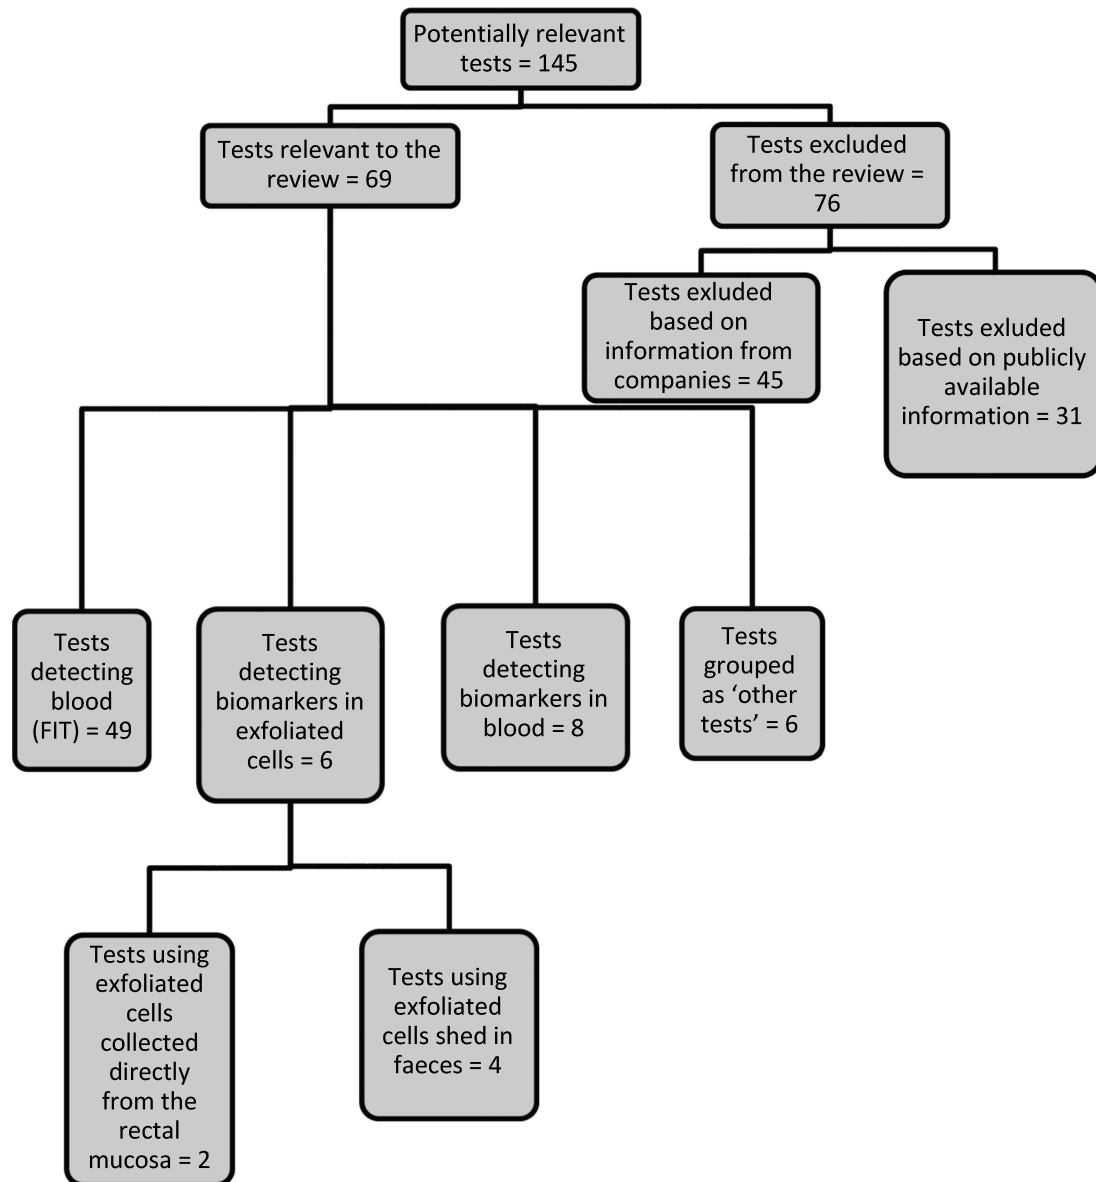 Potentially relevant
tests = 145
Tests relevant to the
review = 69
Tests excluded
from the review =
76
Tests exluded
based on
information from
companies = 45
Tests exluded
based on publicly
available
information = 31
Tests
detecting
blood
(FIT) = 49
Tests
detecting
biomarkers in
exfoliated
cells = 6
Tests
detecting
biomarkers in
blood = 8
Tests
grouped
as ‘other
tests’ = 6
Tests using
exfoliated
cells
collected
directly
from the
rectal
mucosa = 2
Tests using
exfoliated
cells shed in
faeces = 4